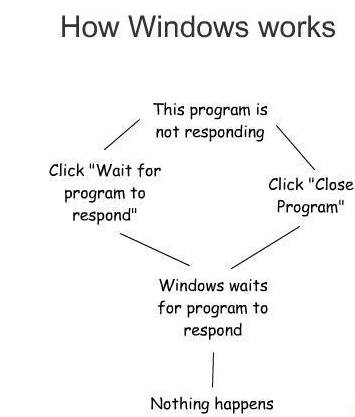 How Windows works
This program is
not responding
Click "Wait for
program to
respond"
Click "Close
Program"
Windows waits
for program to
respond
Nothing happens